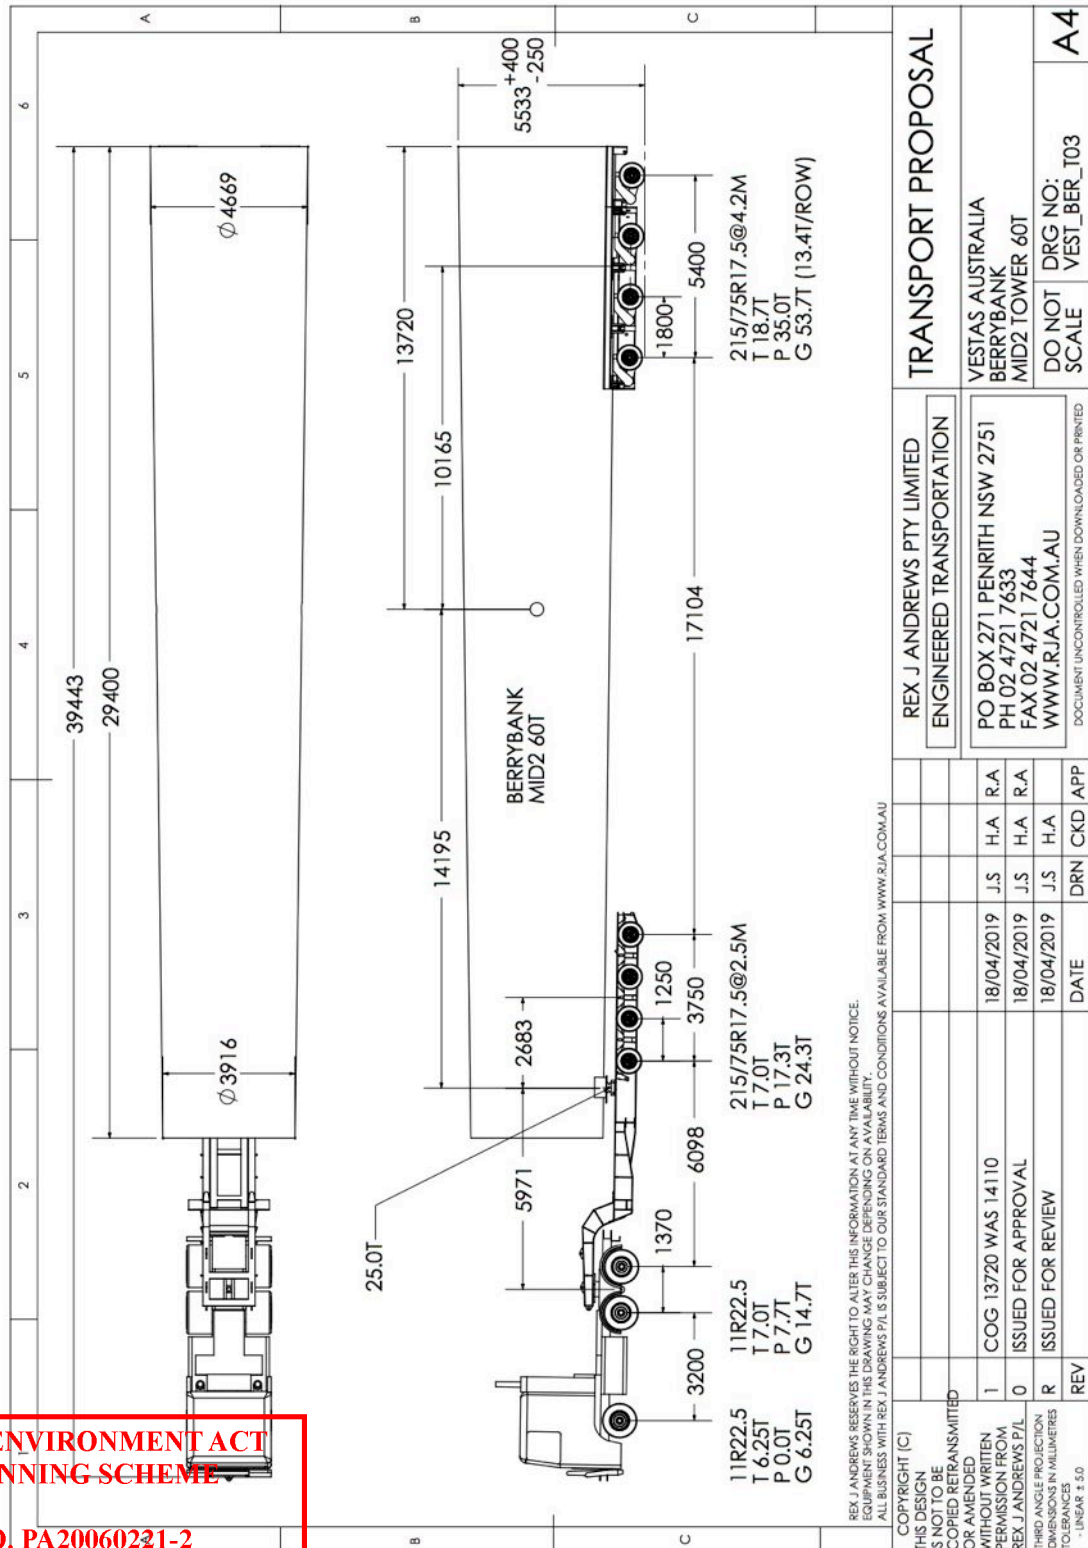 6
5
4
3
2
1
A
B
C
A
B
C
39443
29400
Ø4669
Ø3916
5533 +400 -250
13720
10165
14195
2683
5971
25.0T
BERRYBANK
MID2 60T
17104
5400
1800
3750
1250
6098
1370
3200
215/75R17.5@4.2M
T 18.7T
P 35.0T
G 53.7T (13.4T/ROW)
215/75R17.5@2.5M
T 7.0T
P 17.3T
G 24.3T
11R22.5
T 7.0T
P 7.7T
G 14.7T
11R22.5
T 6.25T
P 0.0T
G 6.25T
REX J ANDREWS RESERVES THE RIGHT TO ALTER THIS INFORMATION AT ANY TIME WITHOUT NOTICE.
EQUIPMENT SHOWN IN THIS DRAWING MAY CHANGE DEPENDING ON AVAILABILITY.
ALL BUSINESS WITH REX J ANDREWS P/L IS SUBJECT TO OUR STANDARD TERMS AND CONDITIONS AVAILABLE FROM WWW.RJA.COM.AU
COPYRIGHT (C)
THIS DESIGN
IS NOT TO BE
COPIED RETRANSMITTED
OR AMENDED
WITHOUT WRITTEN
PERMISSION FROM
REX J ANDREWS P/L
THIRD ANGLE PROJECTION
DIMENSIONS IN MILLIMETRES
TOLERANCES
- LINEAR ± 5.0
1 COG 13720 WAS 14110 18/04/2019 J.S H.A R.A
0 ISSUED FOR APPROVAL 18/04/2019 J.S H.A R.A
R ISSUED FOR REVIEW 18/04/2019 J.S H.A
REV DATE DRN CKD APP
REX J ANDREWS PTY LIMITED
ENGINEERED TRANSPORTATION
PO BOX 271 PENRITH NSW 2751
PH 02 4721 7633
FAX 02 4721 7644
WWW.RJA.COM.AU
DOCUMENT UNCONTROLLED WHEN DOWNLOADED OR PRINTED
TRANSPORT PROPOSAL
VESTAS AUSTRALIA
BERRYBANK
MID2 TOWER 60T
DO NOT SCALE
DRG NO:
VEST_BER_T03
A4
ENVIRONMENT ACT
NNING SCHEME
O. PA20060221-2